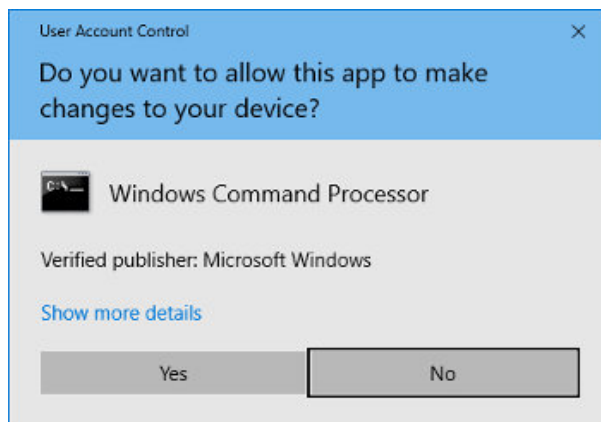 User Account Control
Do you want to allow this app to make
changes to your device?
C:\_
Windows Command Processor
Verified publisher: Microsoft Windows
Show more details
Yes
No